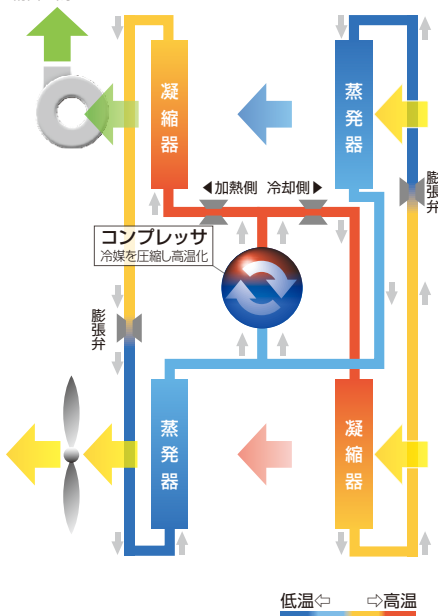 凝縮器
蒸発器
◀加熱側 冷却側▶
膨張弁
コンプレッサ
冷媒を圧縮し高温化
膨張弁
蒸発器
凝縮器
低温⇦ ⇨高温